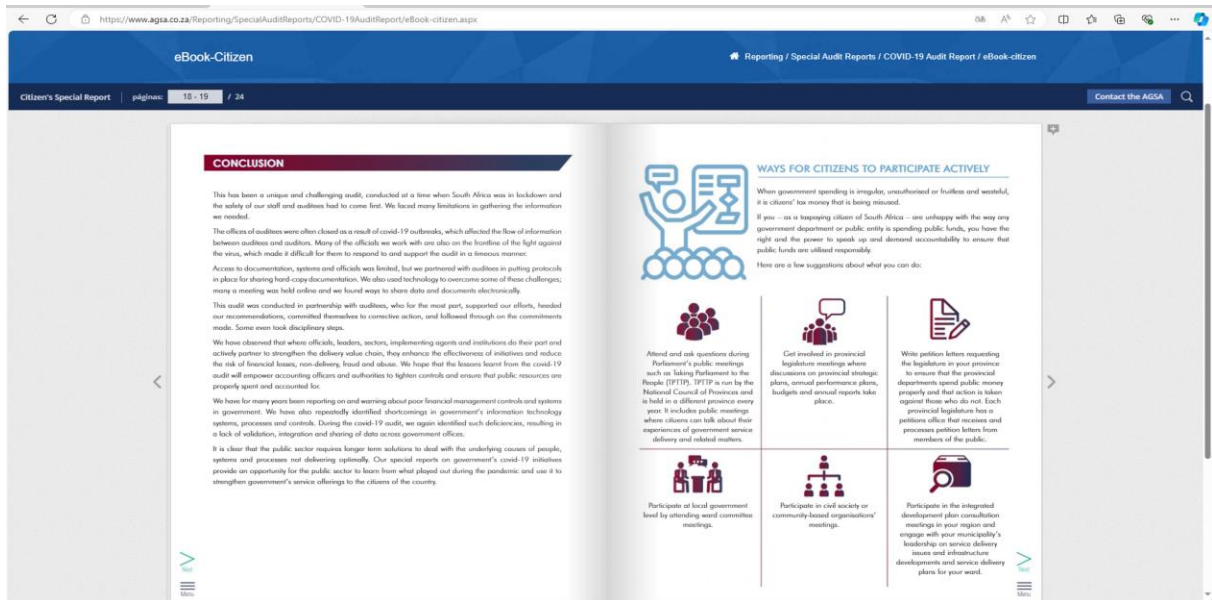 https://www.agsa.co.za/Reporting/SpecialAuditReports/COVID-19AuditReport/eBook-citizen.aspx
eBook-Citizen
Reporting / Special Audit Reports / COVID-19 Audit Report / eBook-citizen
Citizen's Special Report
páginas:
18 - 19
/ 24
Contact the AGSA
CONCLUSION
This has been a unique and challenging audit, conducted at a time when South Africa was in lockdown and
the safety of our staff and auditees had to come first. We faced many limitations in gathering the information
we needed.
The offices of auditees were often closed as a result of covid-19 outbreaks, which affected the flow of information
between auditees and auditors. Many of the officials we work with are also on the frontline of the fight against
the virus, which made it difficult for them to respond to and support the audit in a timeous manner.
Access to documentation, systems and officials was limited, but we partnered with auditees in putting protocols
in place for sharing hard-copy documentation. We also used technology to overcome some of these challenges;
many a meeting was held online and we found ways to share data and documents electronically.
This audit was conducted in partnership with auditees, who for the most part, supported our efforts, heeded
our recommendations, committed themselves to corrective action, and followed through on the commitments
made. Some even took disciplinary steps.
We have observed that where officials, leaders, sectors, implementing agents and institutions do their part and
actively partner to strengthen the delivery value chain, they enhance the effectiveness of initiatives and reduce
the risk of financial losses, non-delivery, fraud and abuse. We hope that the lessons learnt from the covid-19
audit will empower accounting officers and authorities to tighten controls and ensure that public resources are
properly spent and accounted for.
We have for many years been reporting on and warning about poor financial management controls and systems
in government. We have also repeatedly identified shortcomings in government's information technology
systems, processes and controls. During the covid-19 audit, we again identified such deficiencies, resulting in
a lack of validation, integration and sharing of data across government offices.
It is clear that the public sector requires longer term solutions to deal with the underlying causes of people,
systems and processes not delivering optimally. Our special reports on government's covid-19 initiatives
provide an opportunity for the public sector to learn from what played out during the pandemic and use it to
strengthen government's service offerings to the citizens of the country.
Next
Menu
WAYS FOR CITIZENS TO PARTICIPATE ACTIVELY
When government spending is irregular, unauthorised or fruitless and wasteful,
it is citizens' tax money that is being misused.
If you – as a taxpaying citizen of South Africa – are unhappy with the way any
government department or public entity is spending public funds, you have the
right and the power to speak up and demand accountability to ensure that
public funds are utilised responsibly.
Here are a few suggestions about what you can do:
Attend and ask questions during
Parliament's public meetings
such as Taking Parliament to the
People (TPTTP). TPTTP is run by the
National Council of Provinces and
is held in a different province every
year. It includes public meetings
where citizens can talk about their
experiences of government service
delivery and related matters.
Get involved in provincial
legislature meetings where
discussions on provincial strategic
plans, annual performance plans,
budgets and annual reports take
place.
Write petition letters requesting
the legislature in your province
to ensure that the provincial
departments spend public money
properly and that action is taken
against those who do not. Each
provincial legislature has a
petitions office that receives and
processes petition letters from
members of the public.
Participate at local government
level by attending ward committee
meetings.
Participate in civil society or
community-based organisations'
meetings.
Participate in the integrated
development plan consultation
meetings in your region and
engage with your municipality's
leadership on service delivery
issues and infrastructure
developments and service delivery
plans for your ward.
Next
Menu